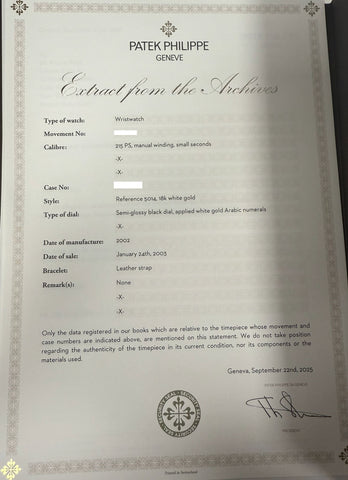 PATEK PHILIPPE
GENEVE
Extract from the Archives
Type of watch: Wristwatch
Movement No:
Calibre: 215 PS, manual winding, small seconds
-X-
-X-
Case No:
Style: Reference 5014, 18k white gold
Type of dial: Semi-glossy black dial, applied white gold Arabic numerals
-X-
Date of manufacture: 2002
Date of sale: January 24th, 2003
Bracelet: Leather strap
Remark(s): None
-X-
-X-
Only the data registered in our books which are relative to the timepiece whose movement and
case numbers are indicated above, are mentioned on this statement. We do not take position
regarding the authenticity of the timepiece in its current condition, nor its components or the
materials used.
Geneva, September 22nd, 2025
PATEK PHILIPPE SA GENEVE
PRESIDENT
Printed in Switzerland